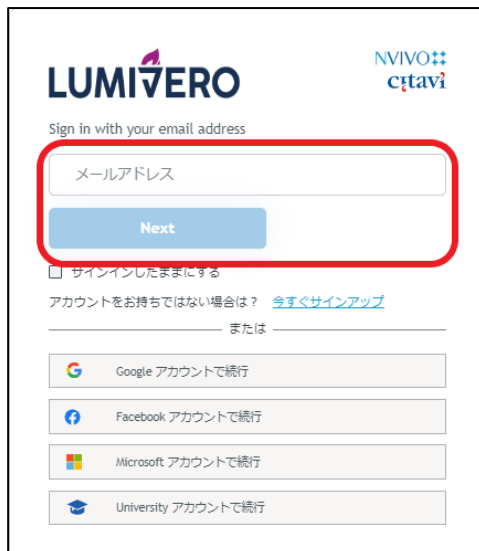 LUMIVERO
NVIVO
citavi
Sign in with your email address
メールアドレス
Next
サインインしたままにする
アカウントをお持ちではない場合は？ 今すぐサインアップ
または
Google アカウントで続行
Facebook アカウントで続行
Microsoft アカウントで続行
University アカウントで続行